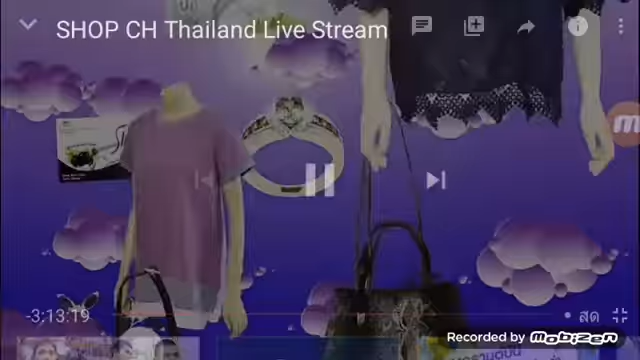 SHOP CH Thailand Live Stream
-3:13:19
สด
Recorded by mobizen